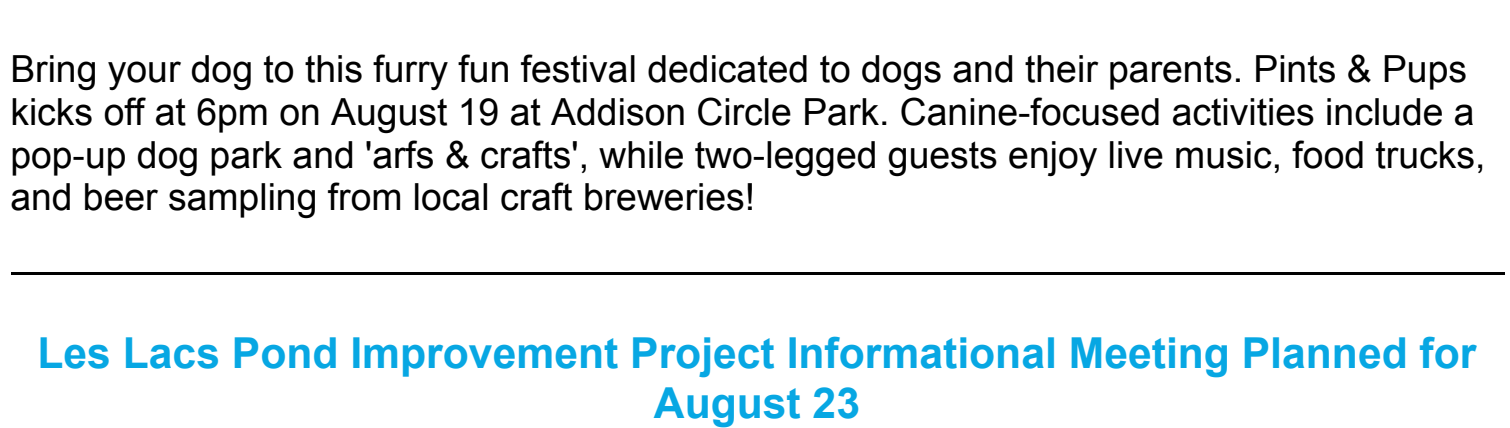 Bring your dog to this furry fun festival dedicated to dogs and their parents. Pints & Pups
kicks off at 6pm on August 19 at Addison Circle Park. Canine-focused activities include a
pop-up dog park and 'arfs & crafts', while two-legged guests enjoy live music, food trucks,
and beer sampling from local craft breweries!
Les Lacs Pond Improvement Project Informational Meeting Planned for
August 23